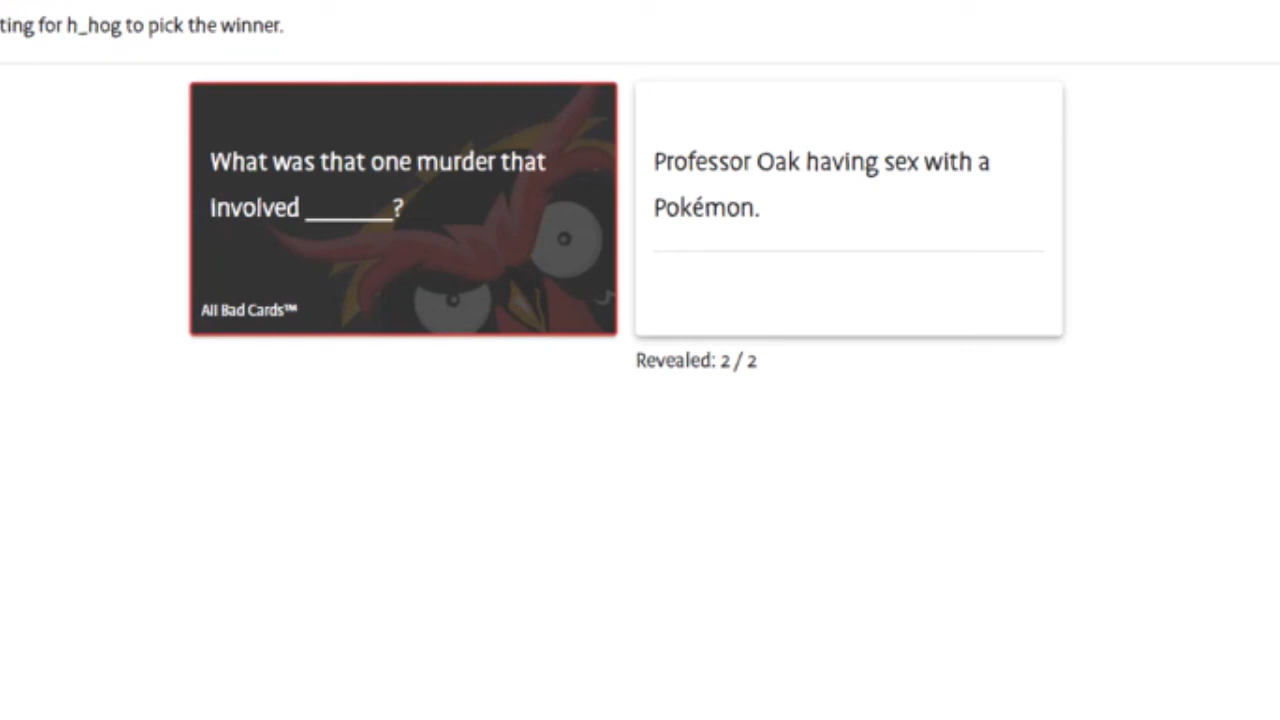 ting for h_hog to pick the winner.
What was that one murder that
involved _______?
All Bad Cards™
Professor Oak having sex with a
Pokémon.
Revealed: 2 / 2